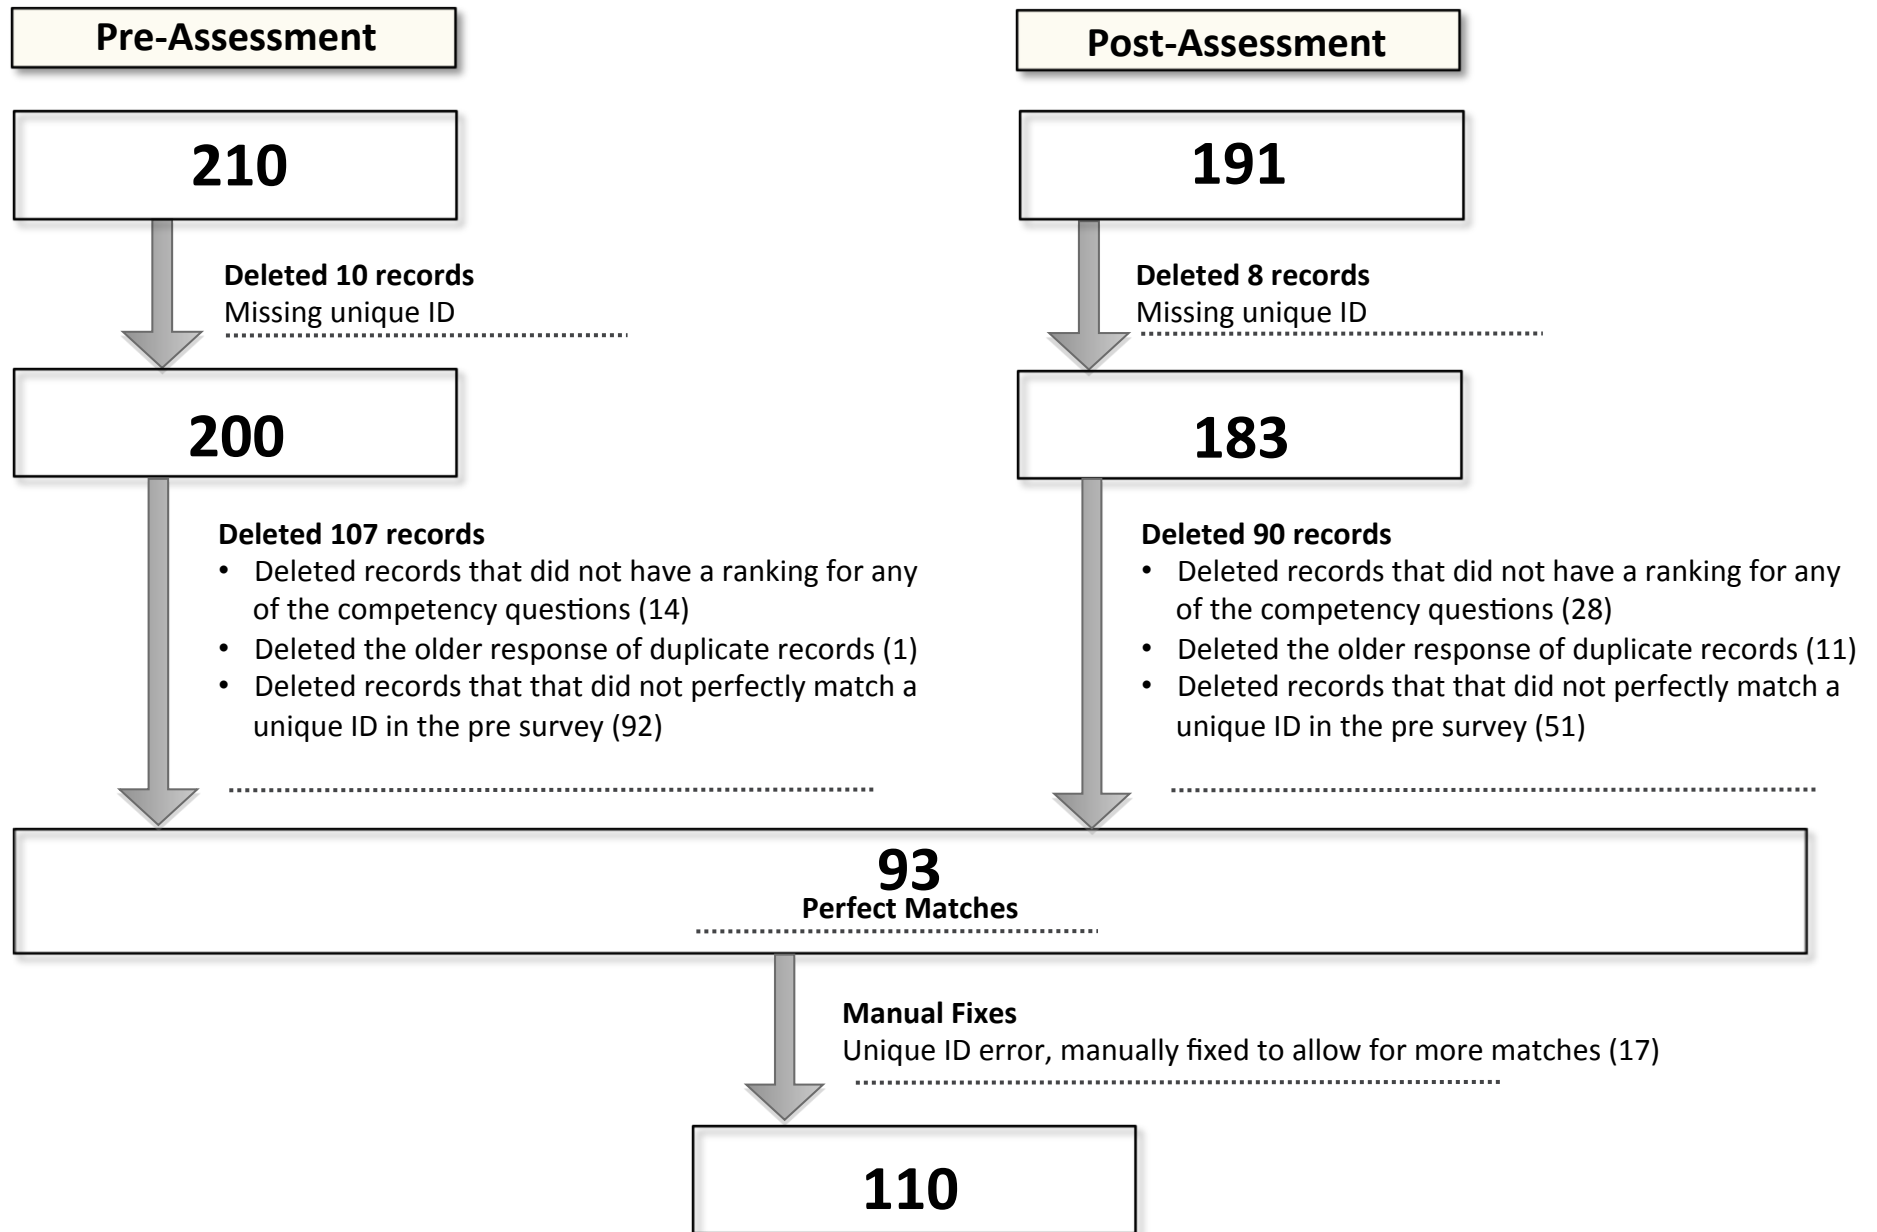 Pre-Assessment
Post-Assessment
210
191
Deleted 10 records
Missing unique ID
Deleted 8 records
Missing unique ID
200
183
Deleted 107 records
• Deleted records that did not have a ranking for any
of the competency questions (14)
• Deleted the older response of duplicate records (1)
• Deleted records that that did not perfectly match a
unique ID in the pre survey (92)
Deleted 90 records
• Deleted records that did not have a ranking for any
of the competency questions (28)
• Deleted the older response of duplicate records (11)
• Deleted records that that did not perfectly match a
unique ID in the pre survey (51)
93
Perfect Matches
Manual Fixes
Unique ID error, manually fixed to allow for more matches (17)
110